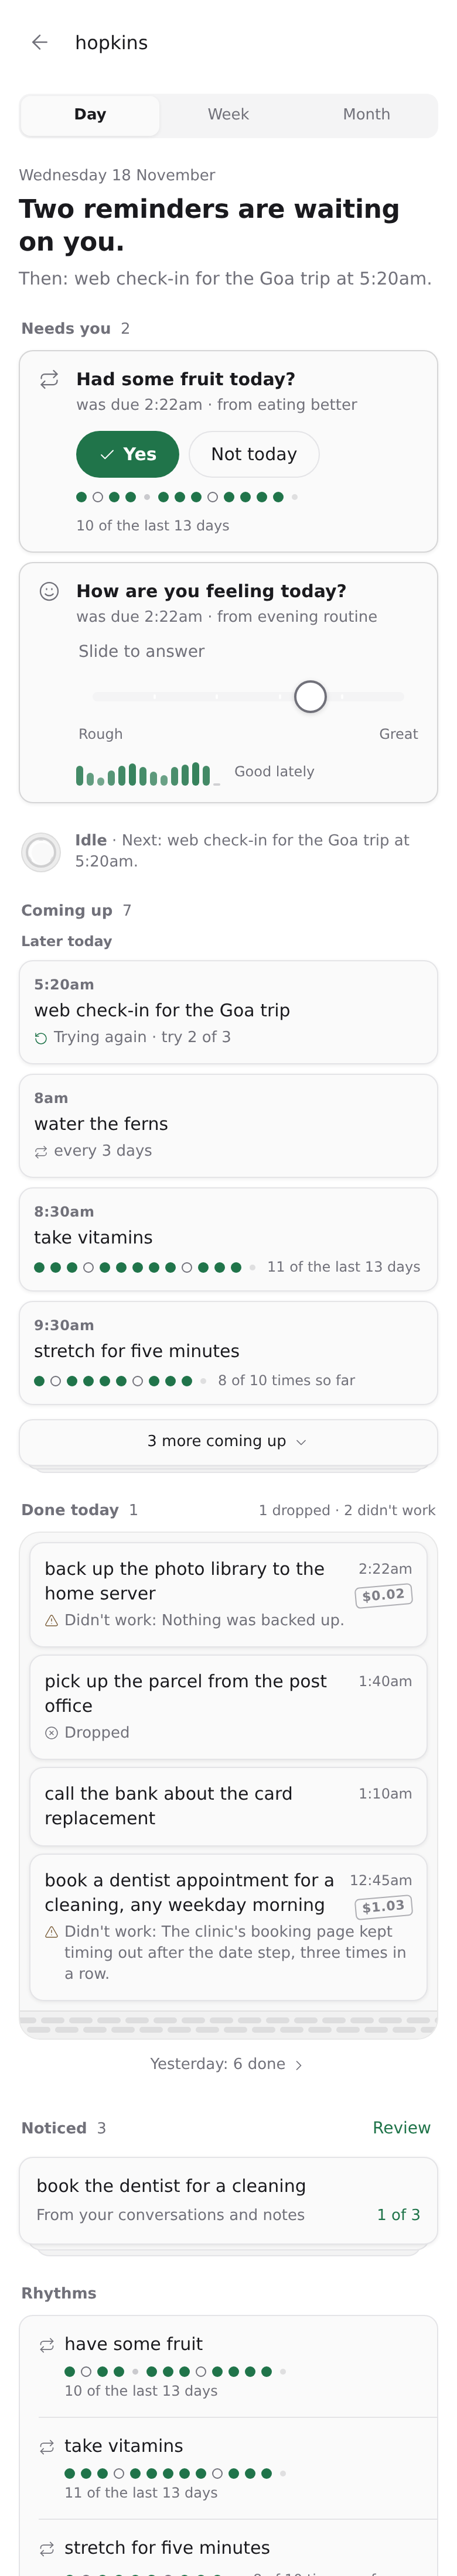 hopkins
Day Week Month
Wednesday 18 November
Two reminders are waiting
on you.
Then: web check-in for the Goa trip at 5:20am.
Needs you 2
Had some fruit today?
was due 2:22am · from eating better
Yes Not today
10 of the last 13 days
How are you feeling today?
was due 2:22am · from evening routine
Slide to answer
Rough Great
Good lately
Idle · Next: web check-in for the Goa trip at
5:20am.
Coming up 7
Later today
5:20am
web check-in for the Goa trip
Trying again · try 2 of 3
8am
water the ferns
every 3 days
8:30am
take vitamins
11 of the last 13 days
9:30am
stretch for five minutes
8 of 10 times so far
3 more coming up
Done today 1 1 dropped · 2 didn't work
back up the photo library to the 2:22am
home server $0.02
Didn't work: Nothing was backed up.
pick up the parcel from the post 1:40am
office
Dropped
call the bank about the card 1:10am
replacement
book a dentist appointment for a 12:45am
cleaning, any weekday morning $1.03
Didn't work: The clinic's booking page kept
timing out after the date step, three times in
a row.
Yesterday: 6 done
Noticed 3 Review
book the dentist for a cleaning
From your conversations and notes 1 of 3
Rhythms
have some fruit
10 of the last 13 days
take vitamins
11 of the last 13 days
stretch for five minutes